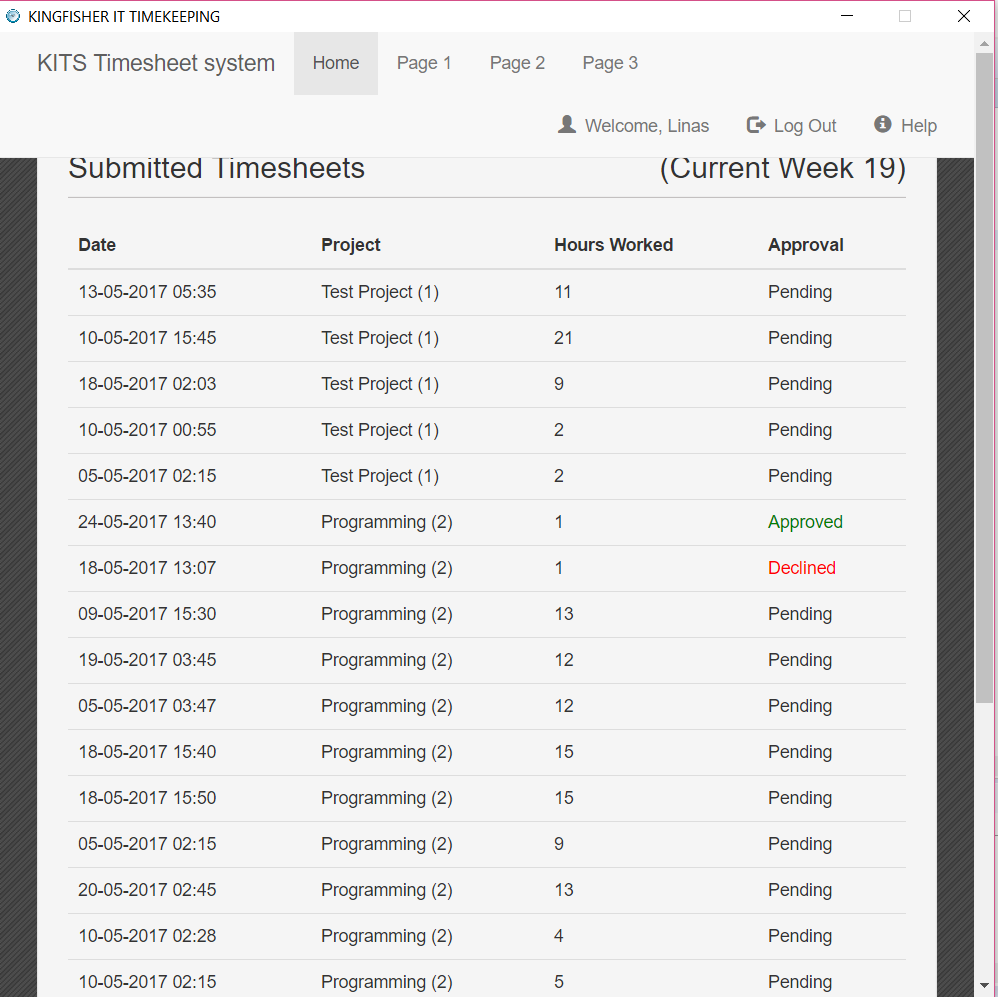 KINGFISHER IT TIMEKEEPING
KITS Timesheet system Home Page 1 Page 2 Page 3
Welcome, Linas Log Out Help
Submitted Timesheets (Current Week 19)
Date Project Hours Worked Approval
13-05-2017 05:35 Test Project (1) 11 Pending
10-05-2017 15:45 Test Project (1) 21 Pending
18-05-2017 02:03 Test Project (1) 9 Pending
10-05-2017 00:55 Test Project (1) 2 Pending
05-05-2017 02:15 Test Project (1) 2 Pending
24-05-2017 13:40 Programming (2) 1 Approved
18-05-2017 13:07 Programming (2) 1 Declined
09-05-2017 15:30 Programming (2) 13 Pending
19-05-2017 03:45 Programming (2) 12 Pending
05-05-2017 03:47 Programming (2) 12 Pending
18-05-2017 15:40 Programming (2) 15 Pending
18-05-2017 15:50 Programming (2) 15 Pending
05-05-2017 02:15 Programming (2) 9 Pending
20-05-2017 02:45 Programming (2) 13 Pending
10-05-2017 02:28 Programming (2) 4 Pending
10-05-2017 02:15 Programming (2) 5 Pending